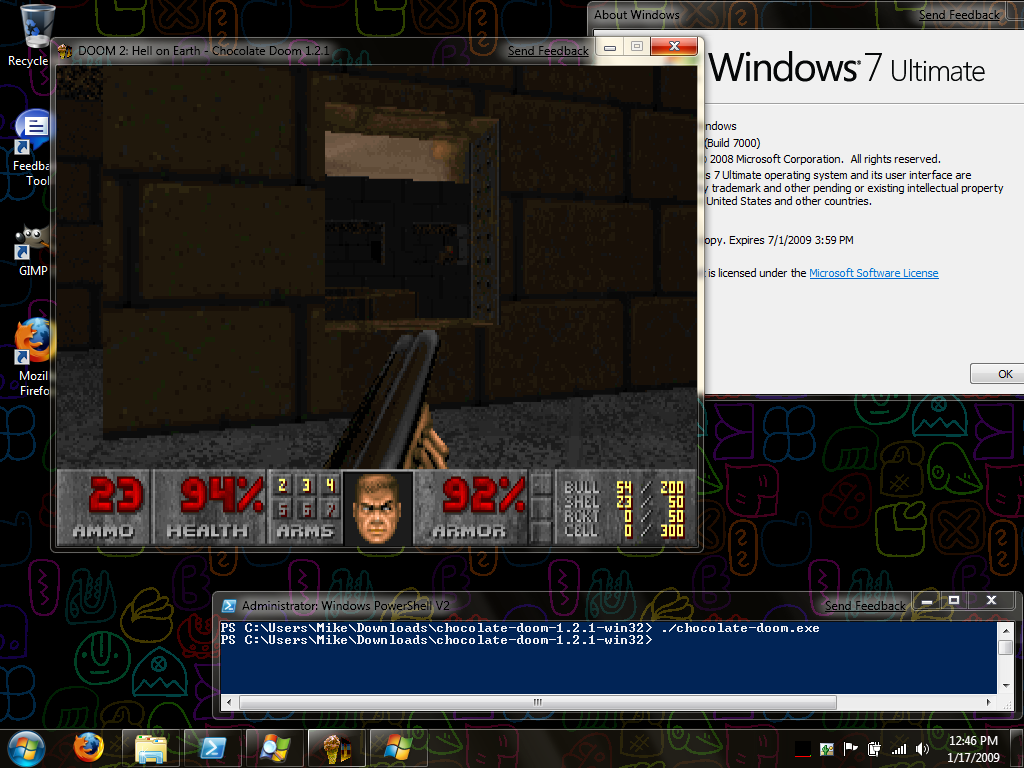 Recycle
Feedba
Tool
GIMP
Mozil
Firefo
DOOM 2: Hell on Earth - Chocolate Doom 1.2.1
Send Feedback
23
AMMO
94%
HEALTH
2 3 4
5 6 7
ARMS
92%
ARMOR
BULL 54 / 200
SHEL 23 / 50
RCKT 0 / 50
CELL 0 / 300
About Windows
Send Feedback
Windows®7 Ultimate
ndows
(Build 7000)
2008 Microsoft Corporation. All rights reserved.
s 7 Ultimate operating system and its user interface are
trademark and other pending or existing intellectual property
United States and other countries.
opy. Expires 7/1/2009 3:59 PM
is licensed under the Microsoft Software License
OK
Administrator: Windows PowerShell V2
Send Feedback
PS C:\Users\Mike\Downloads\chocolate-doom-1.2.1-win32> ./chocolate-doom.exe
PS C:\Users\Mike\Downloads\chocolate-doom-1.2.1-win32>
12:46 PM
1/17/2009